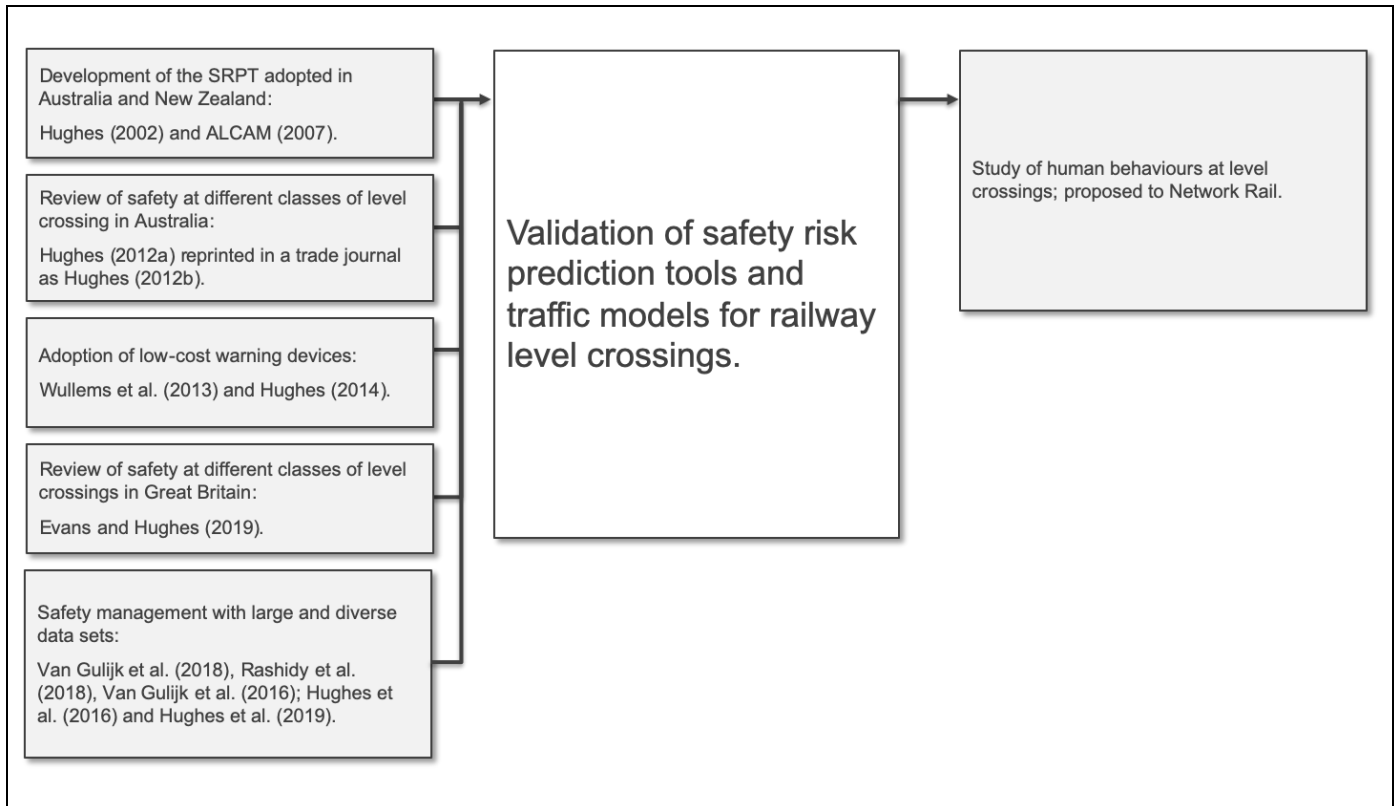 Development of the SRPT adopted in
Australia and New Zealand:
Hughes (2002) and ALCAM (2007).
Review of safety at different classes of level
crossing in Australia:
Hughes (2012a) reprinted in a trade journal
as Hughes (2012b).
Adoption of low-cost warning devices:
Wullems et al. (2013) and Hughes (2014).
Review of safety at different classes of level
crossings in Great Britain:
Evans and Hughes (2019).
Safety management with large and diverse
data sets:
Van Gulijk et al. (2018), Rashidy et al.
(2018), Van Gulijk et al. (2016); Hughes et
al. (2016) and Hughes et al. (2019).
Validation of safety risk
prediction tools and
traffic models for railway
level crossings.
Study of human behaviours at level
crossings; proposed to Network Rail.